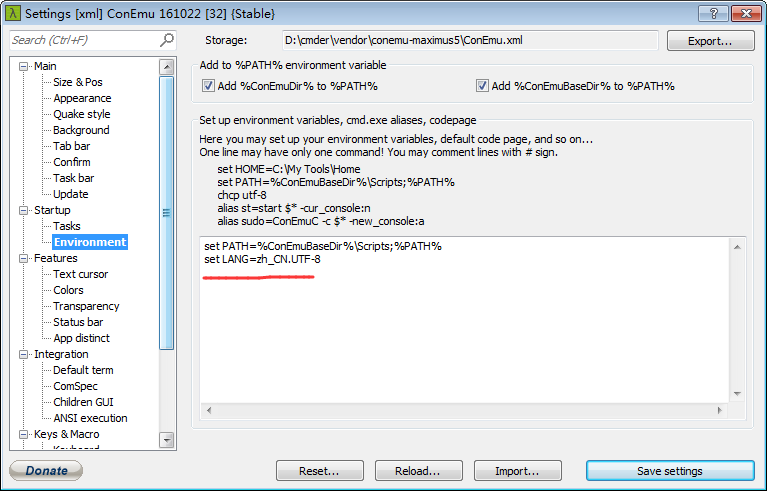 Settings [xml] ConEmu 161022 [32] {Stable}
Search (Ctrl+F)
Storage:
D:\cmder\vendor\conemu-maximus5\ConEmu.xml
Export...
Main
Size & Pos
Appearance
Quake style
Background
Tab bar
Confirm
Task bar
Update
Startup
Tasks
Environment
Features
Text cursor
Colors
Transparency
Status bar
App distinct
Integration
Default term
ComSpec
Children GUI
ANSI execution
Keys & Macro
Add to %PATH% environment variable
Add %ConEmuDir% to %PATH%
Add %ConEmuBaseDir% to %PATH%
Set up environment variables, cmd.exe aliases, codepage
Here you may set up your environment variables, default code page, and so on...
One line may have only one command! You may comment lines with # sign.
set HOME=C:\My Tools\Home
set PATH=%ConEmuBaseDir%\Scripts;%PATH%
chcp utf-8
alias st=start $* -cur_console:n
alias sudo=ConEmuC -c $* -new_console:a
set PATH=%ConEmuBaseDir%\Scripts;%PATH%
set LANG=zh_CN.UTF-8
Donate
Reset...
Reload...
Import...
Save settings